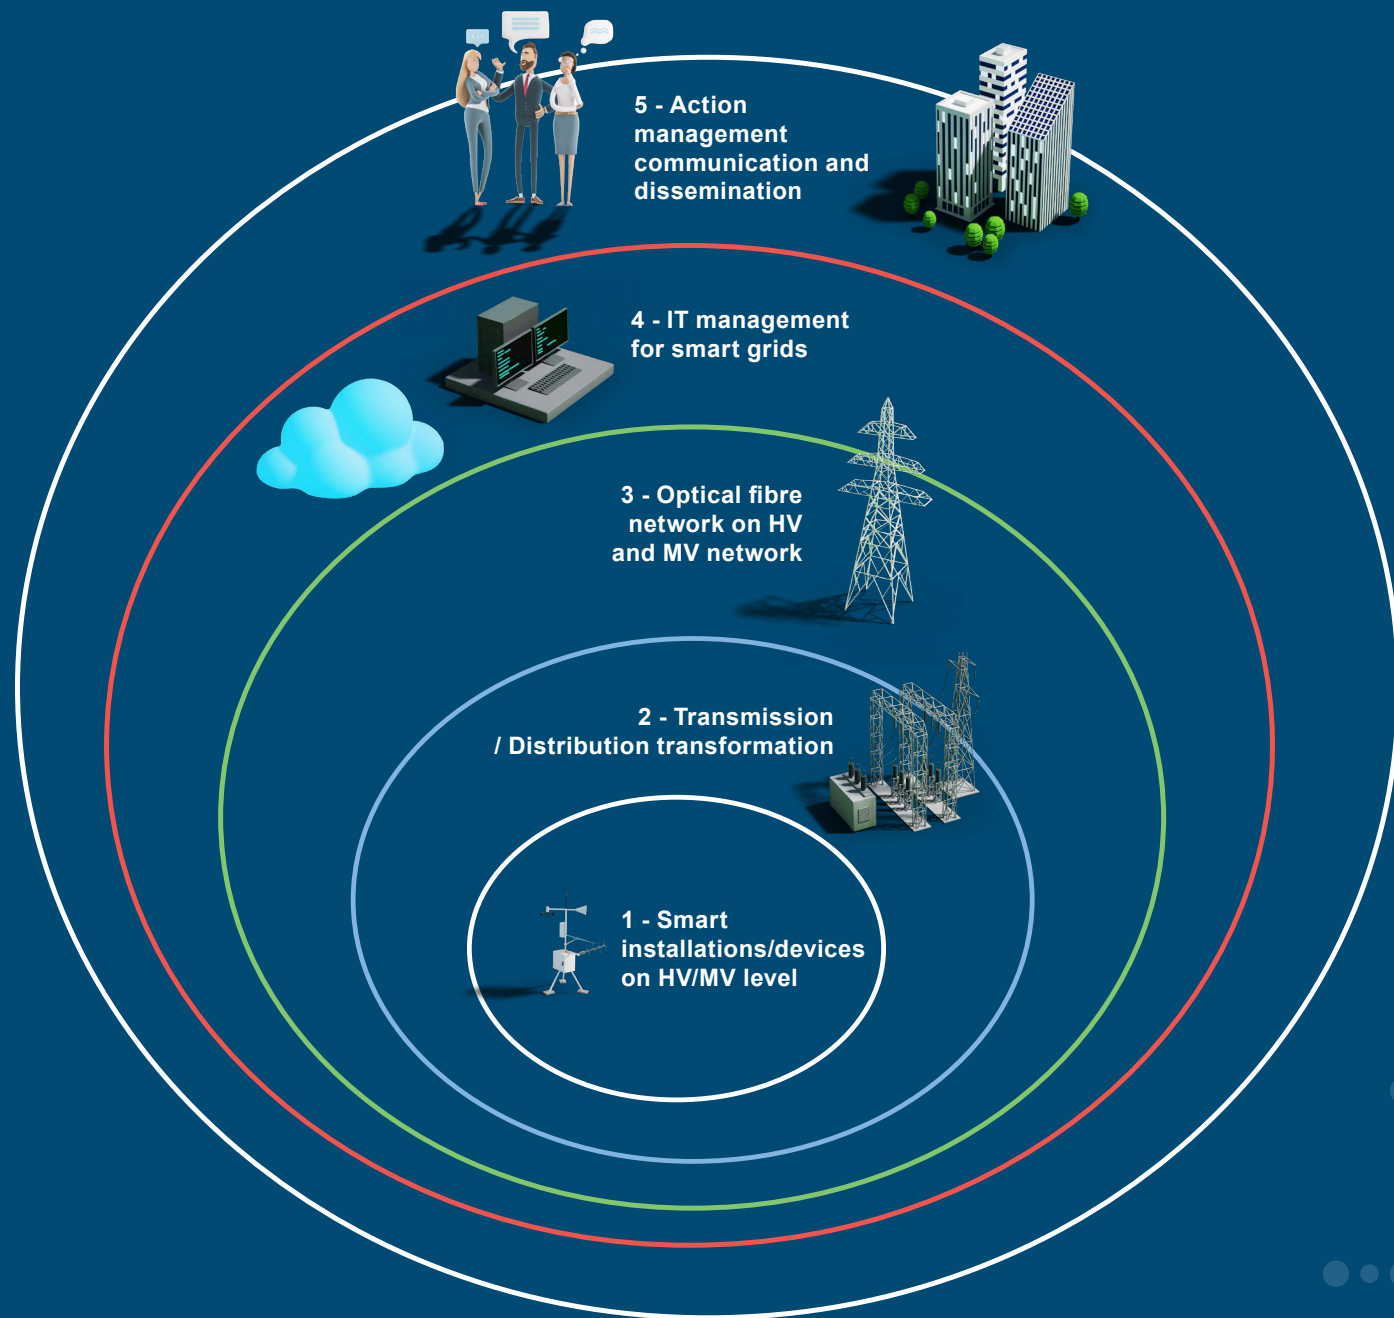 5 - Action
management
communication and
dissemination
4 - IT management
for smart grids
3 - Optical fibre
network on HV
and MV network
2 - Transmission
/ Distribution transformation
1 - Smart
installations/devices
on HV/MV level